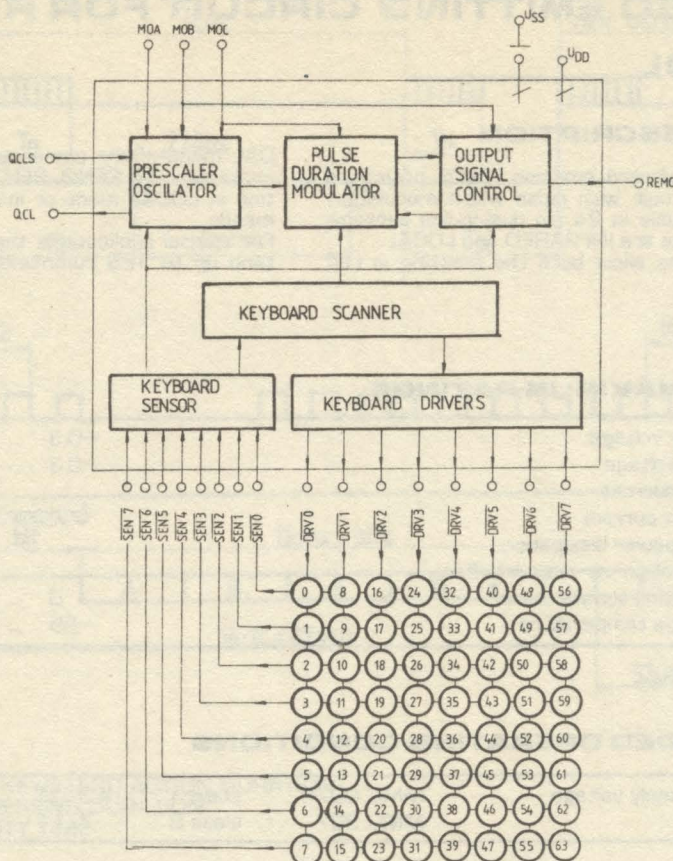 USS
MOA MOB MOC
UDD
QCLS
PRESCALER
OSCILATOR
PULSE
DURATION
MODULATOR
OUTPUT
SIGNAL
CONTROL
REMO
QCL
KEYBOARD SCANNER
KEYBOARD
SENSOR
KEYBOARD DRIVERS
SEN7 SEN6 SEN5 SEN4 SEN3 SEN2 SEN1 SEN0 DRV0 DRV1 DRV2 DRV3 DRV4 DRV5 DRV6 DRV7
0 8 16 24 32 40 48 56
1 9 17 25 33 41 49 57
2 10 18 26 34 42 50 58
3 11 19 27 35 43 51 59
4 12 20 28 36 44 52 60
5 13 21 29 37 45 53 61
6 14 22 30 38 46 54 62
7 15 23 31 39 47 55 63